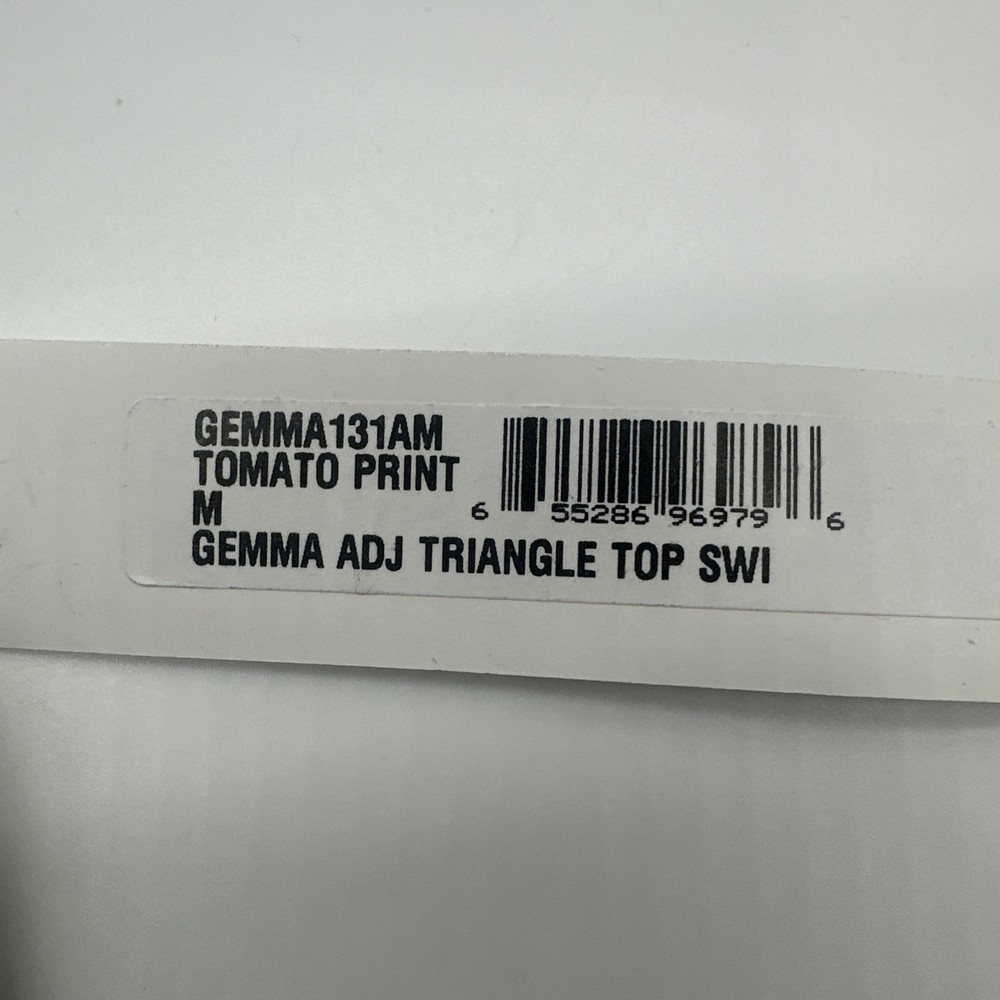 GEMMA131AM
TOMATO PRINT
M
GEMMA ADJ TRIANGLE TOP SWI
6 55286 96979 6